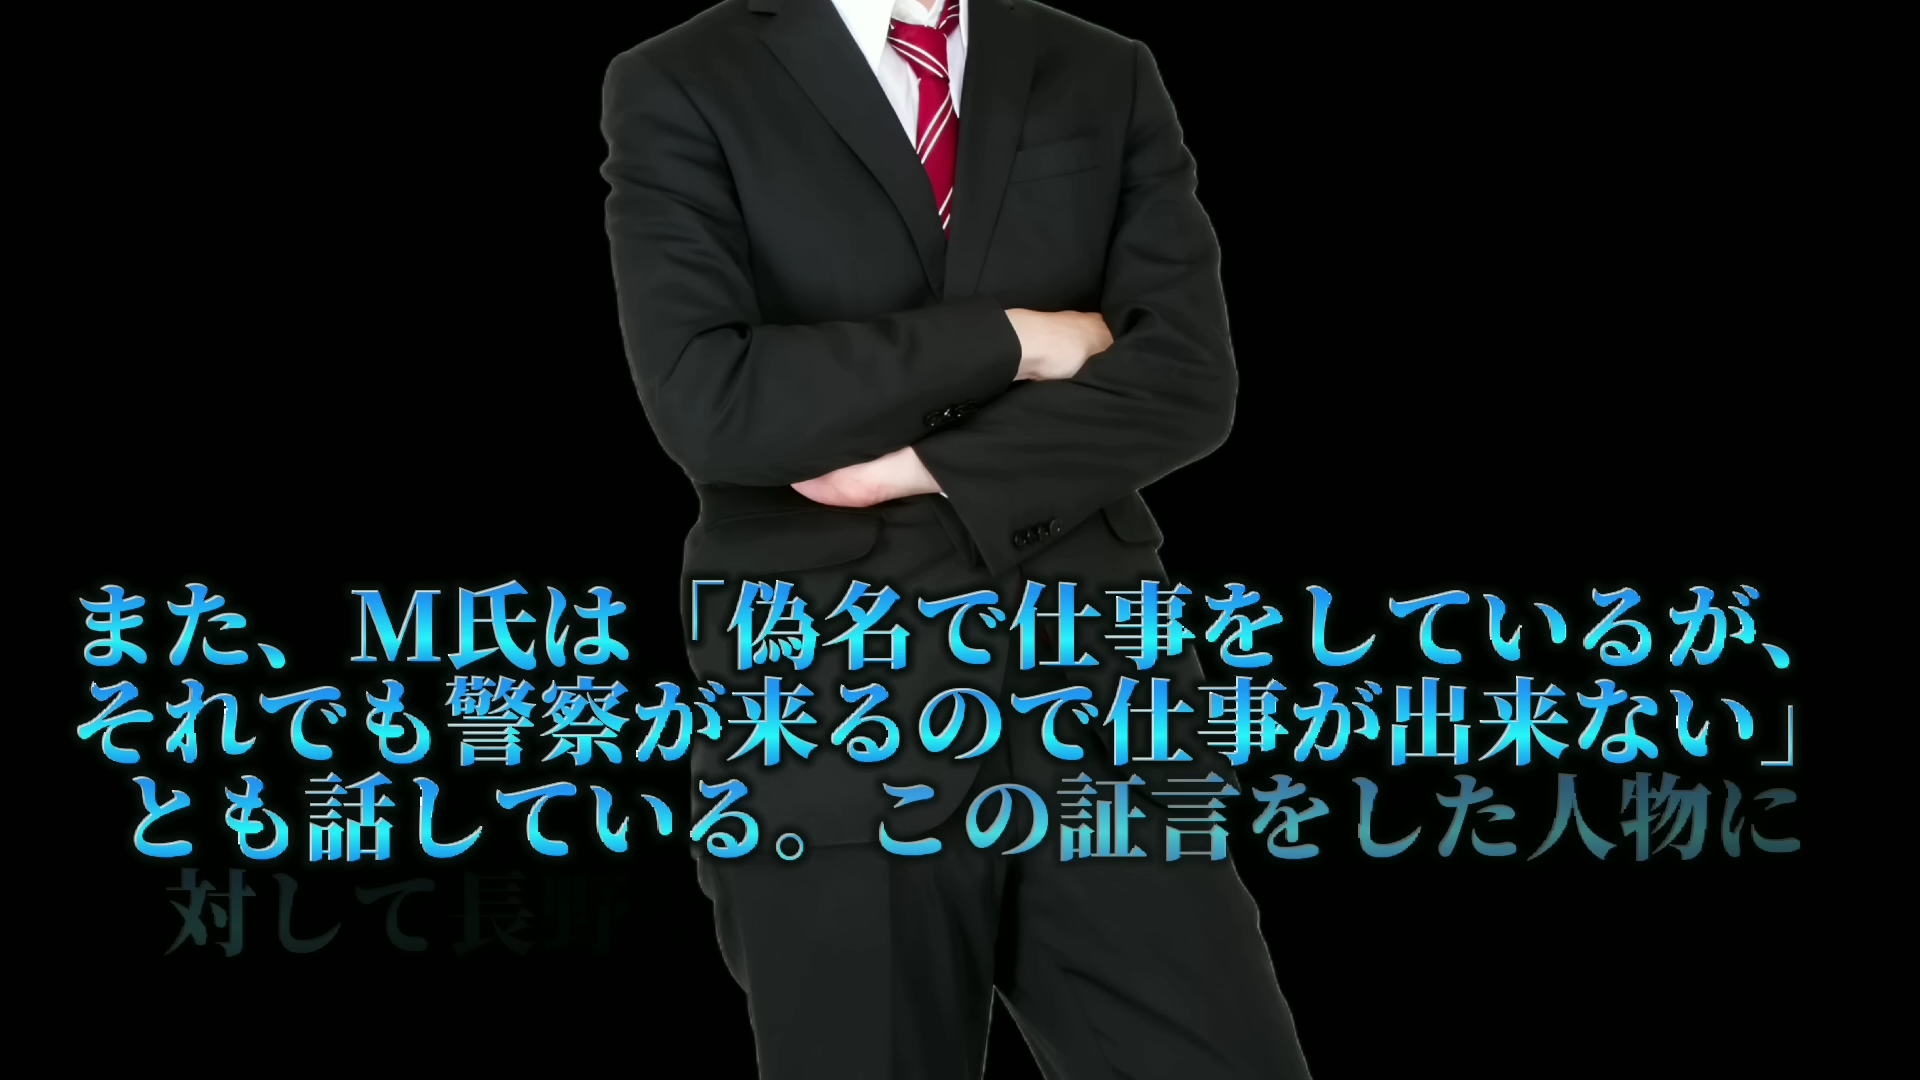 また、M氏は「偽名で仕事をしているが、
それでも警察が来るので仕事が出来ない」
とも話している。この証言をした人物に
対して長野